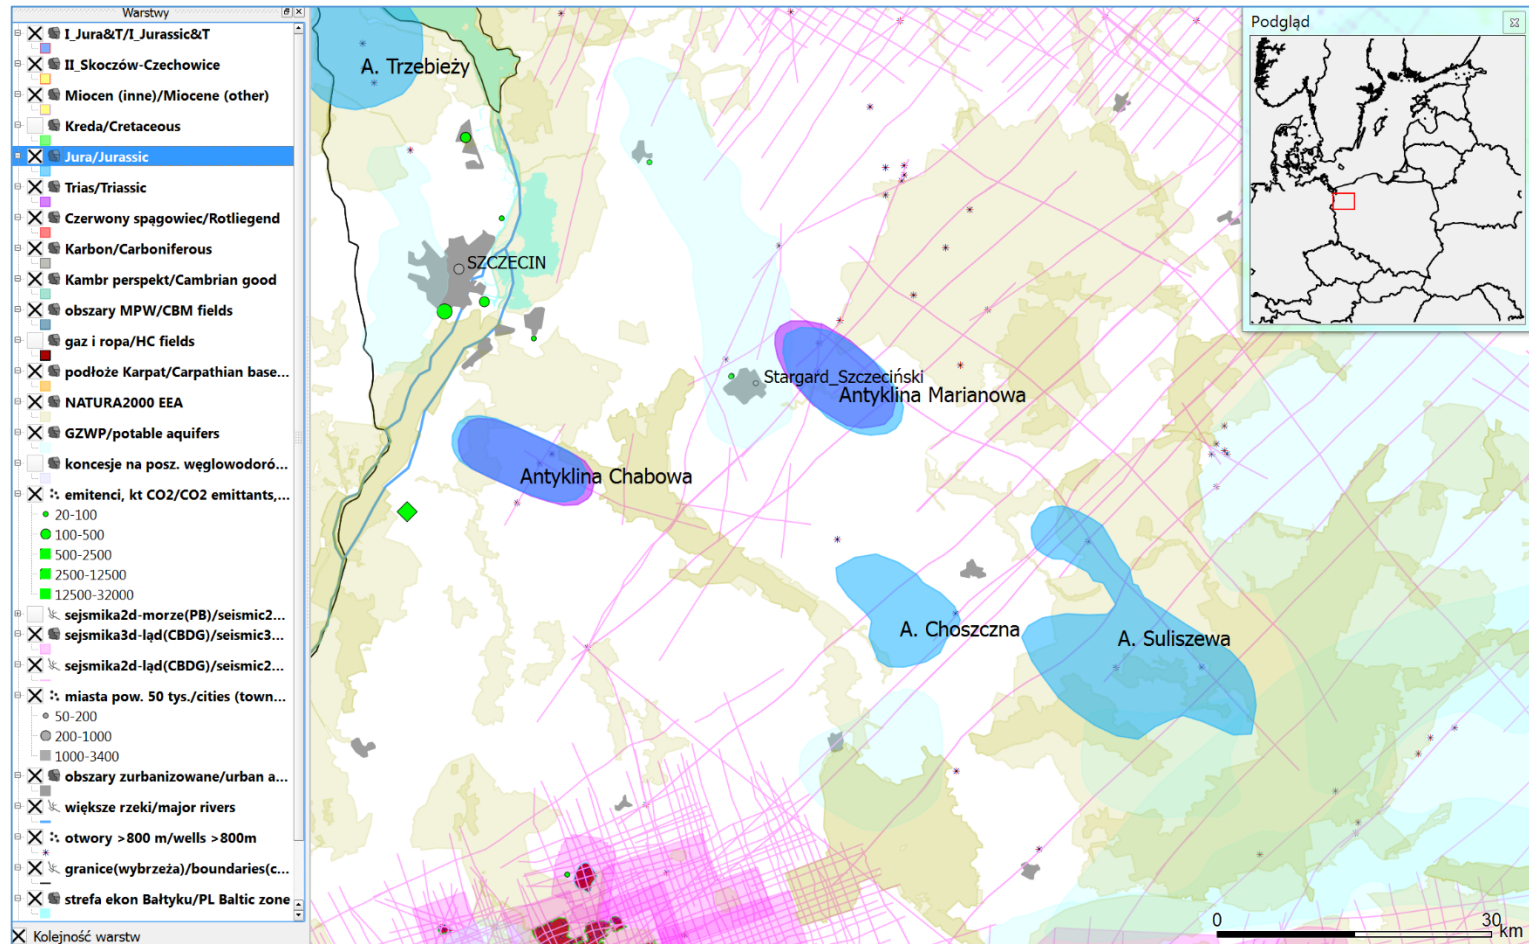 Warstwy
I_Jura&T/I_Jurassic&T
II_Skoczów-Czechowice
Miocen (inne)/Miocene (other)
Kreda/Cretaceous
Jura/Jurassic
Trias/Triassic
Czerwony spągowiec/Rotliegend
Karbon/Carboniferous
Kambr perspekt/Cambrian good
obszary MPW/CBM fields
gaz i ropa/HC fields
podłoże Karpat/Carpathian base...
NATURA2000 EEA
GZWP/potable aquifers
koncesje na posz. węglowodoró...
emitenci, kt CO2/CO2 emittants,...
20-100
100-500
500-2500
2500-12500
12500-32000
sejsmika2d-morze(PB)/seismic2...
sejsmika3d-ląd(CBDG)/seismic3...
sejsmika2d-ląd(CBDG)/seismic2...
miasta pow. 50 tys./cities (town...
50-200
200-1000
1000-3400
obszary zurbanizowane/urban a...
większe rzeki/major rivers
otwory >800 m/wells >800m
granice(wybrzeża)/boundaries(c...
strefa ekon Bałtyku/PL Baltic zone
Kolejność warstw
A. Trzebieży
SZCZECIN
Stargard_Szczeciński
Antyklina Marianowa
Antyklina Chabowa
A. Choszczna
A. Suliszewa
Podgląd
0 30 km